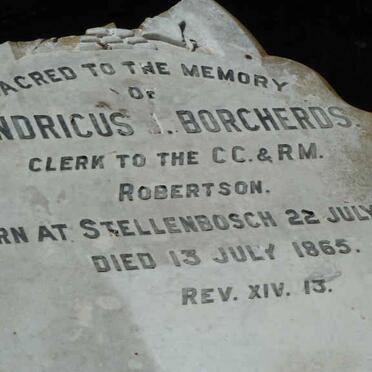 ACRED TO THE MEMORY
OF
NDRICUS J. BORCHERDS
CLERK TO THE C.C. & R.M.
ROBERTSON.
RN AT STELLENBOSCH 22 JULY
DIED 13 JULY 1865.
REV. XIV. 13.